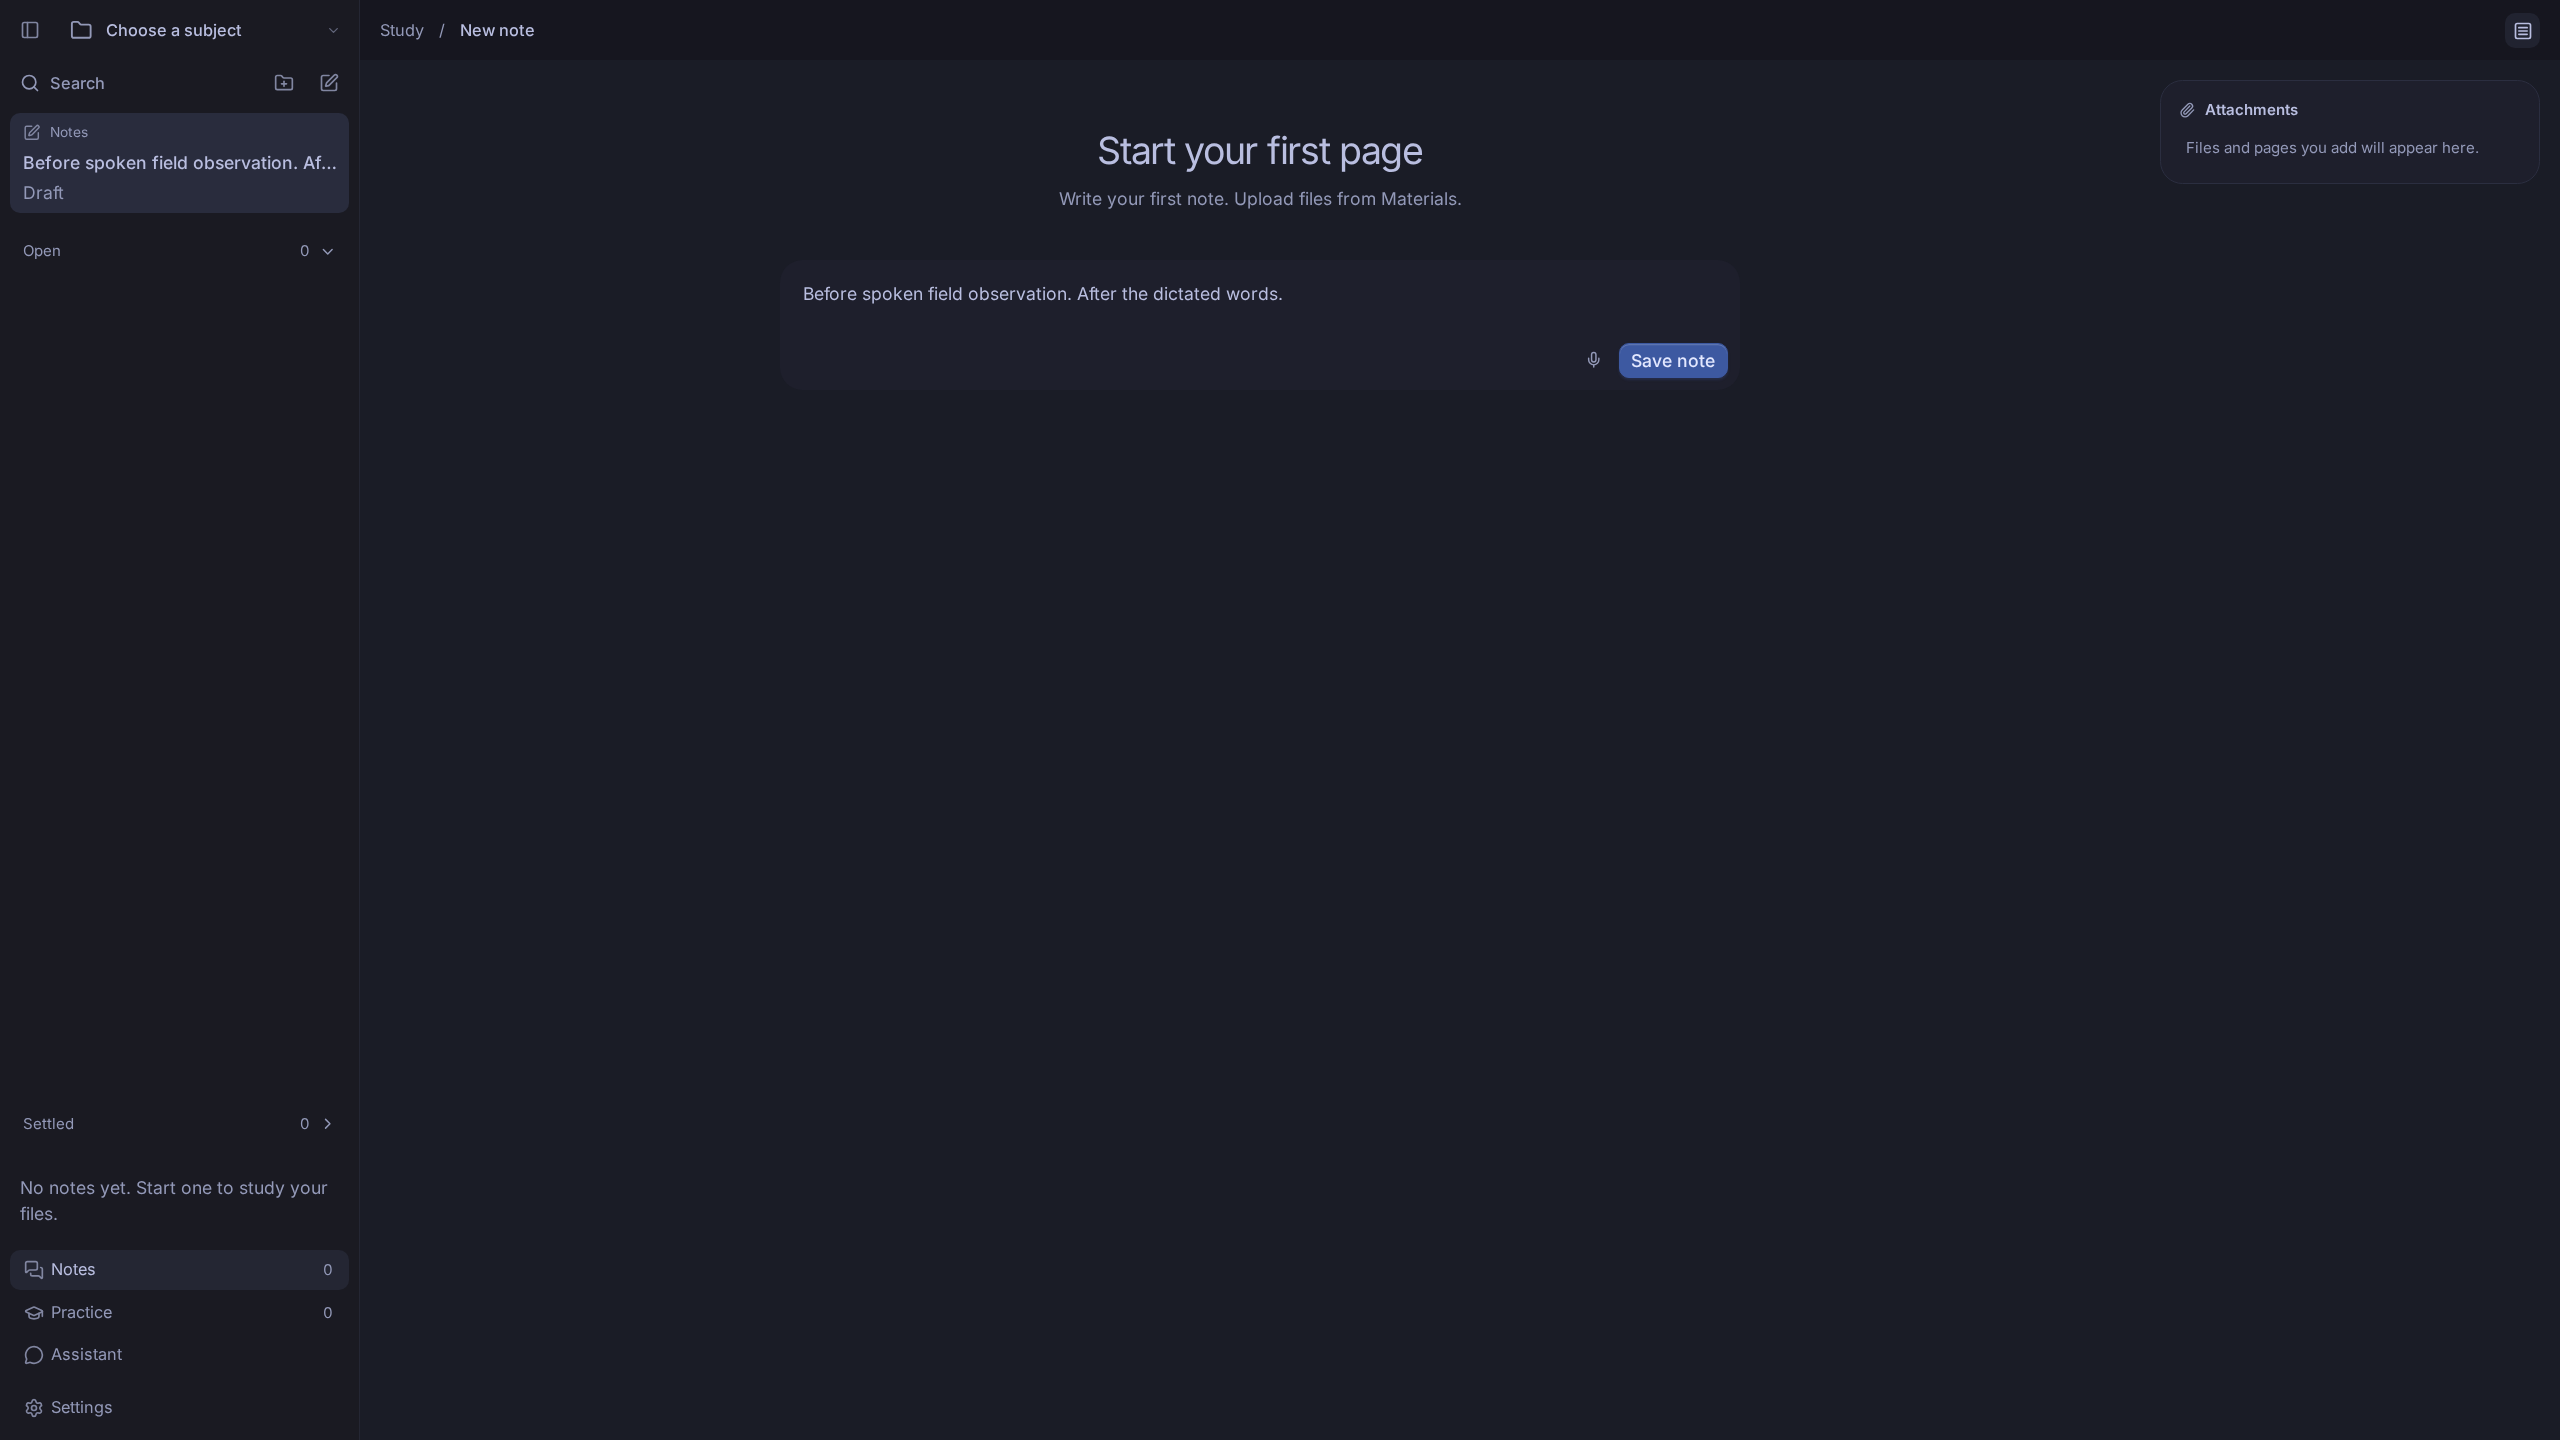 Choose a subject
Search
Notes
Before spoken field observation. Af...
Draft
Open 0
Settled 0
No notes yet. Start one to study your
files.
Notes 0
Practice 0
Assistant
Settings
Study / New note
Start your first page
Write your first note. Upload files from Materials.
Before spoken field observation. After the dictated words.
Save note
Attachments
Files and pages you add will appear here.